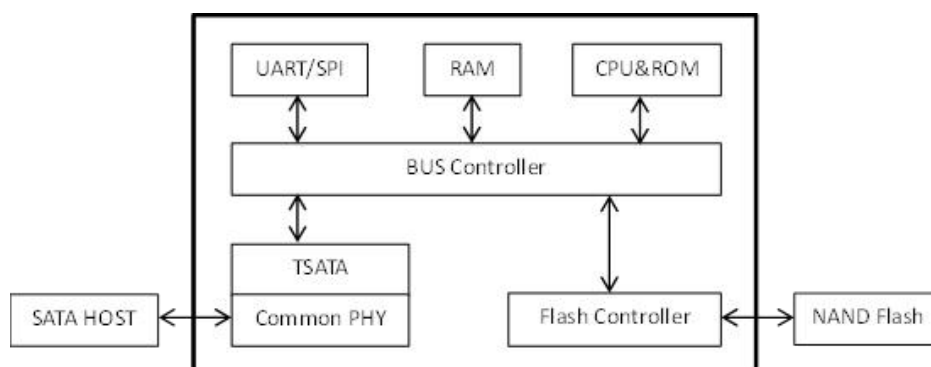 UART/SPI
RAM
CPU&ROM
BUS Controller
TSATA
SATA HOST
Common PHY
Flash Controller
NAND Flash